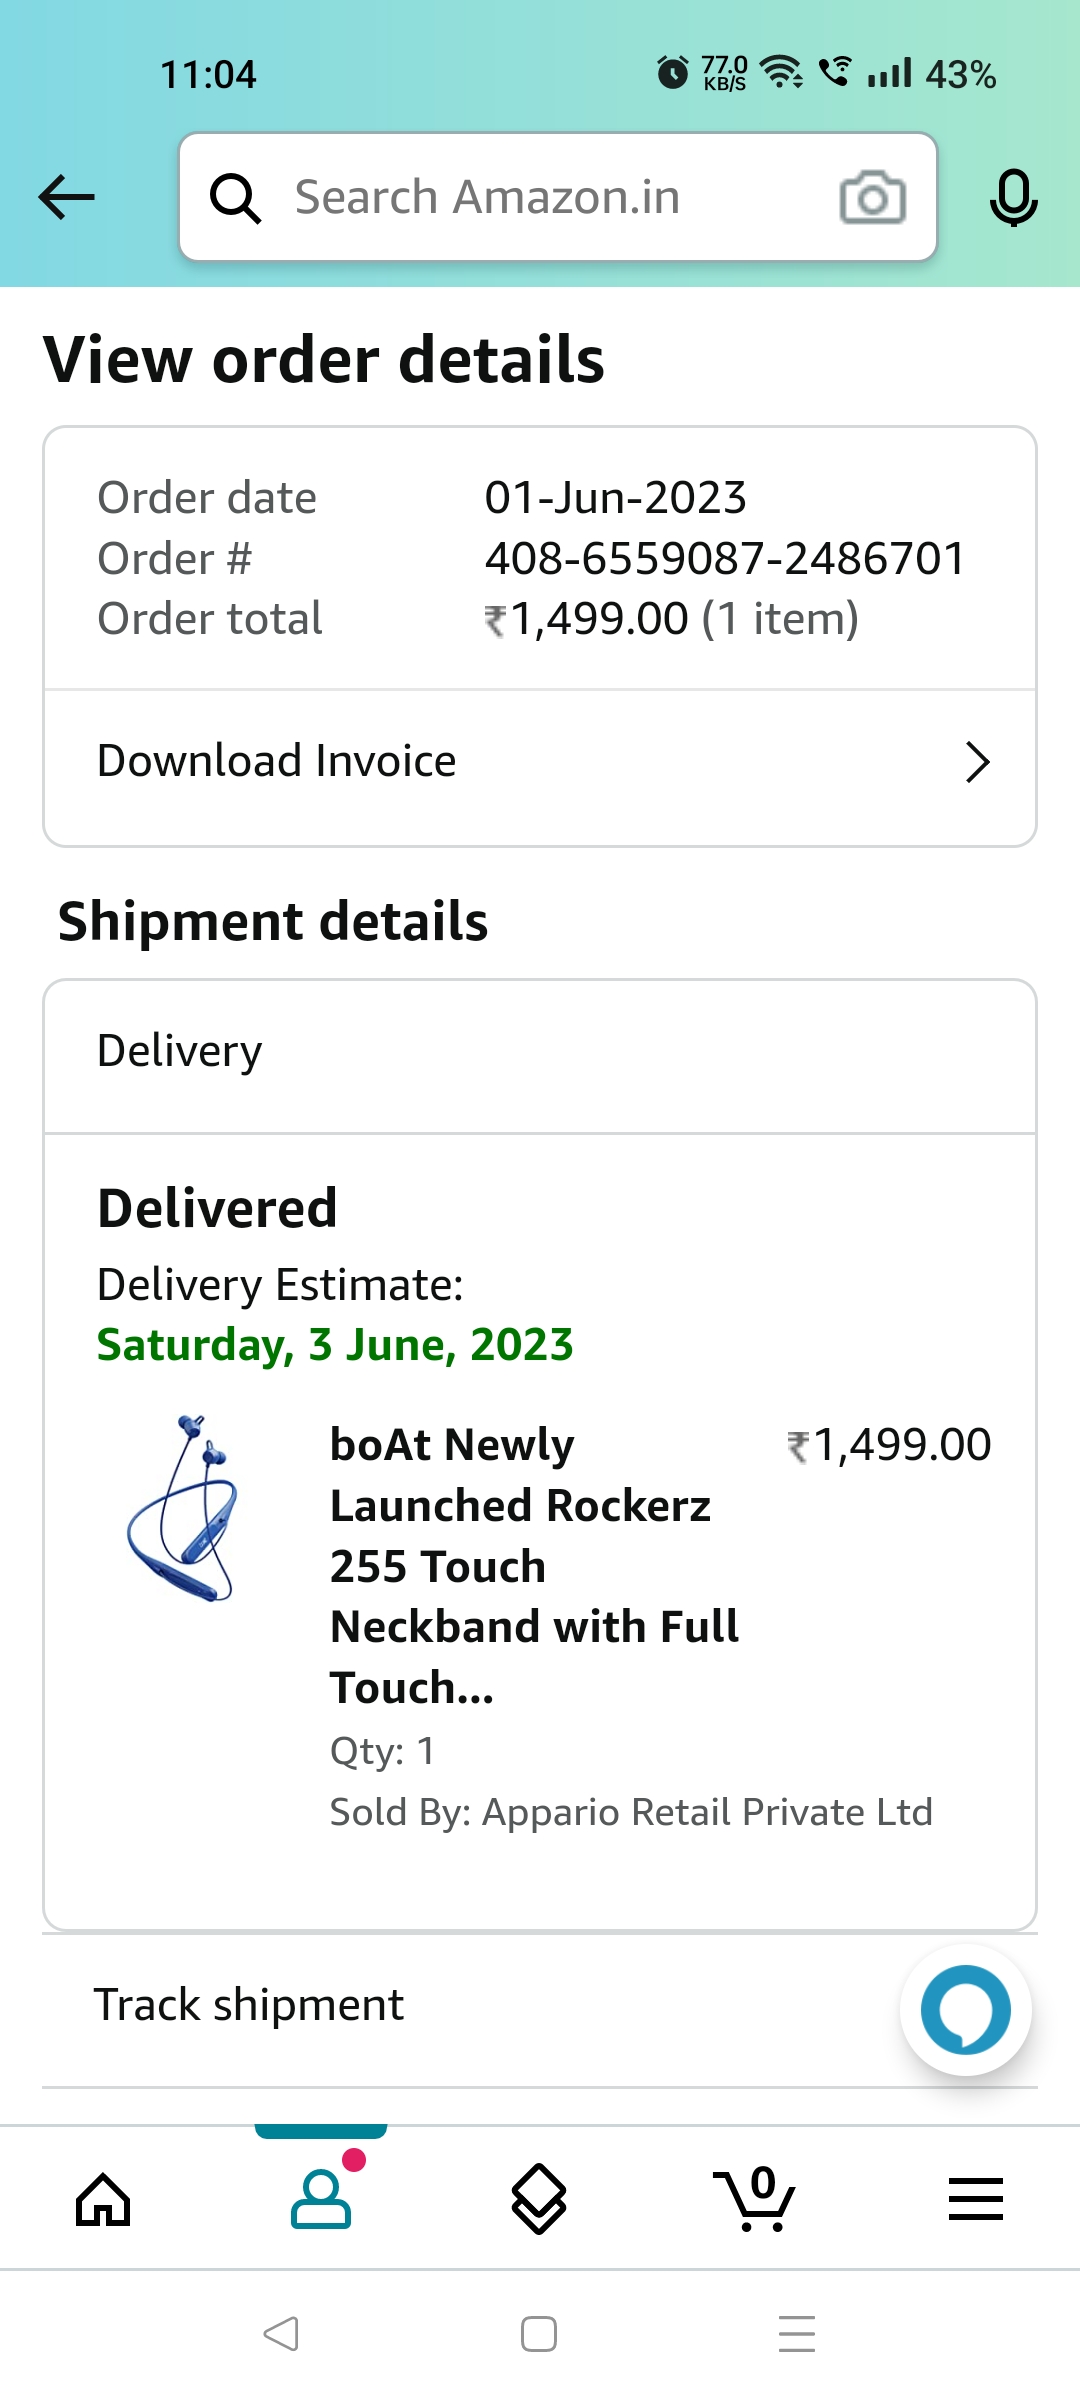 11:04
77.0 KB/S
43%
Search Amazon.in
View order details
Order date 01-Jun-2023
Order # 408-6559087-2486701
Order total ₹1,499.00 (1 item)
Download Invoice
Shipment details
Delivery
Delivered
Delivery Estimate:
Saturday, 3 June, 2023
boAt Newly ₹1,499.00
Launched Rockerz
255 Touch
Neckband with Full
Touch...
Qty: 1
Sold By: Appario Retail Private Ltd
Track shipment
0